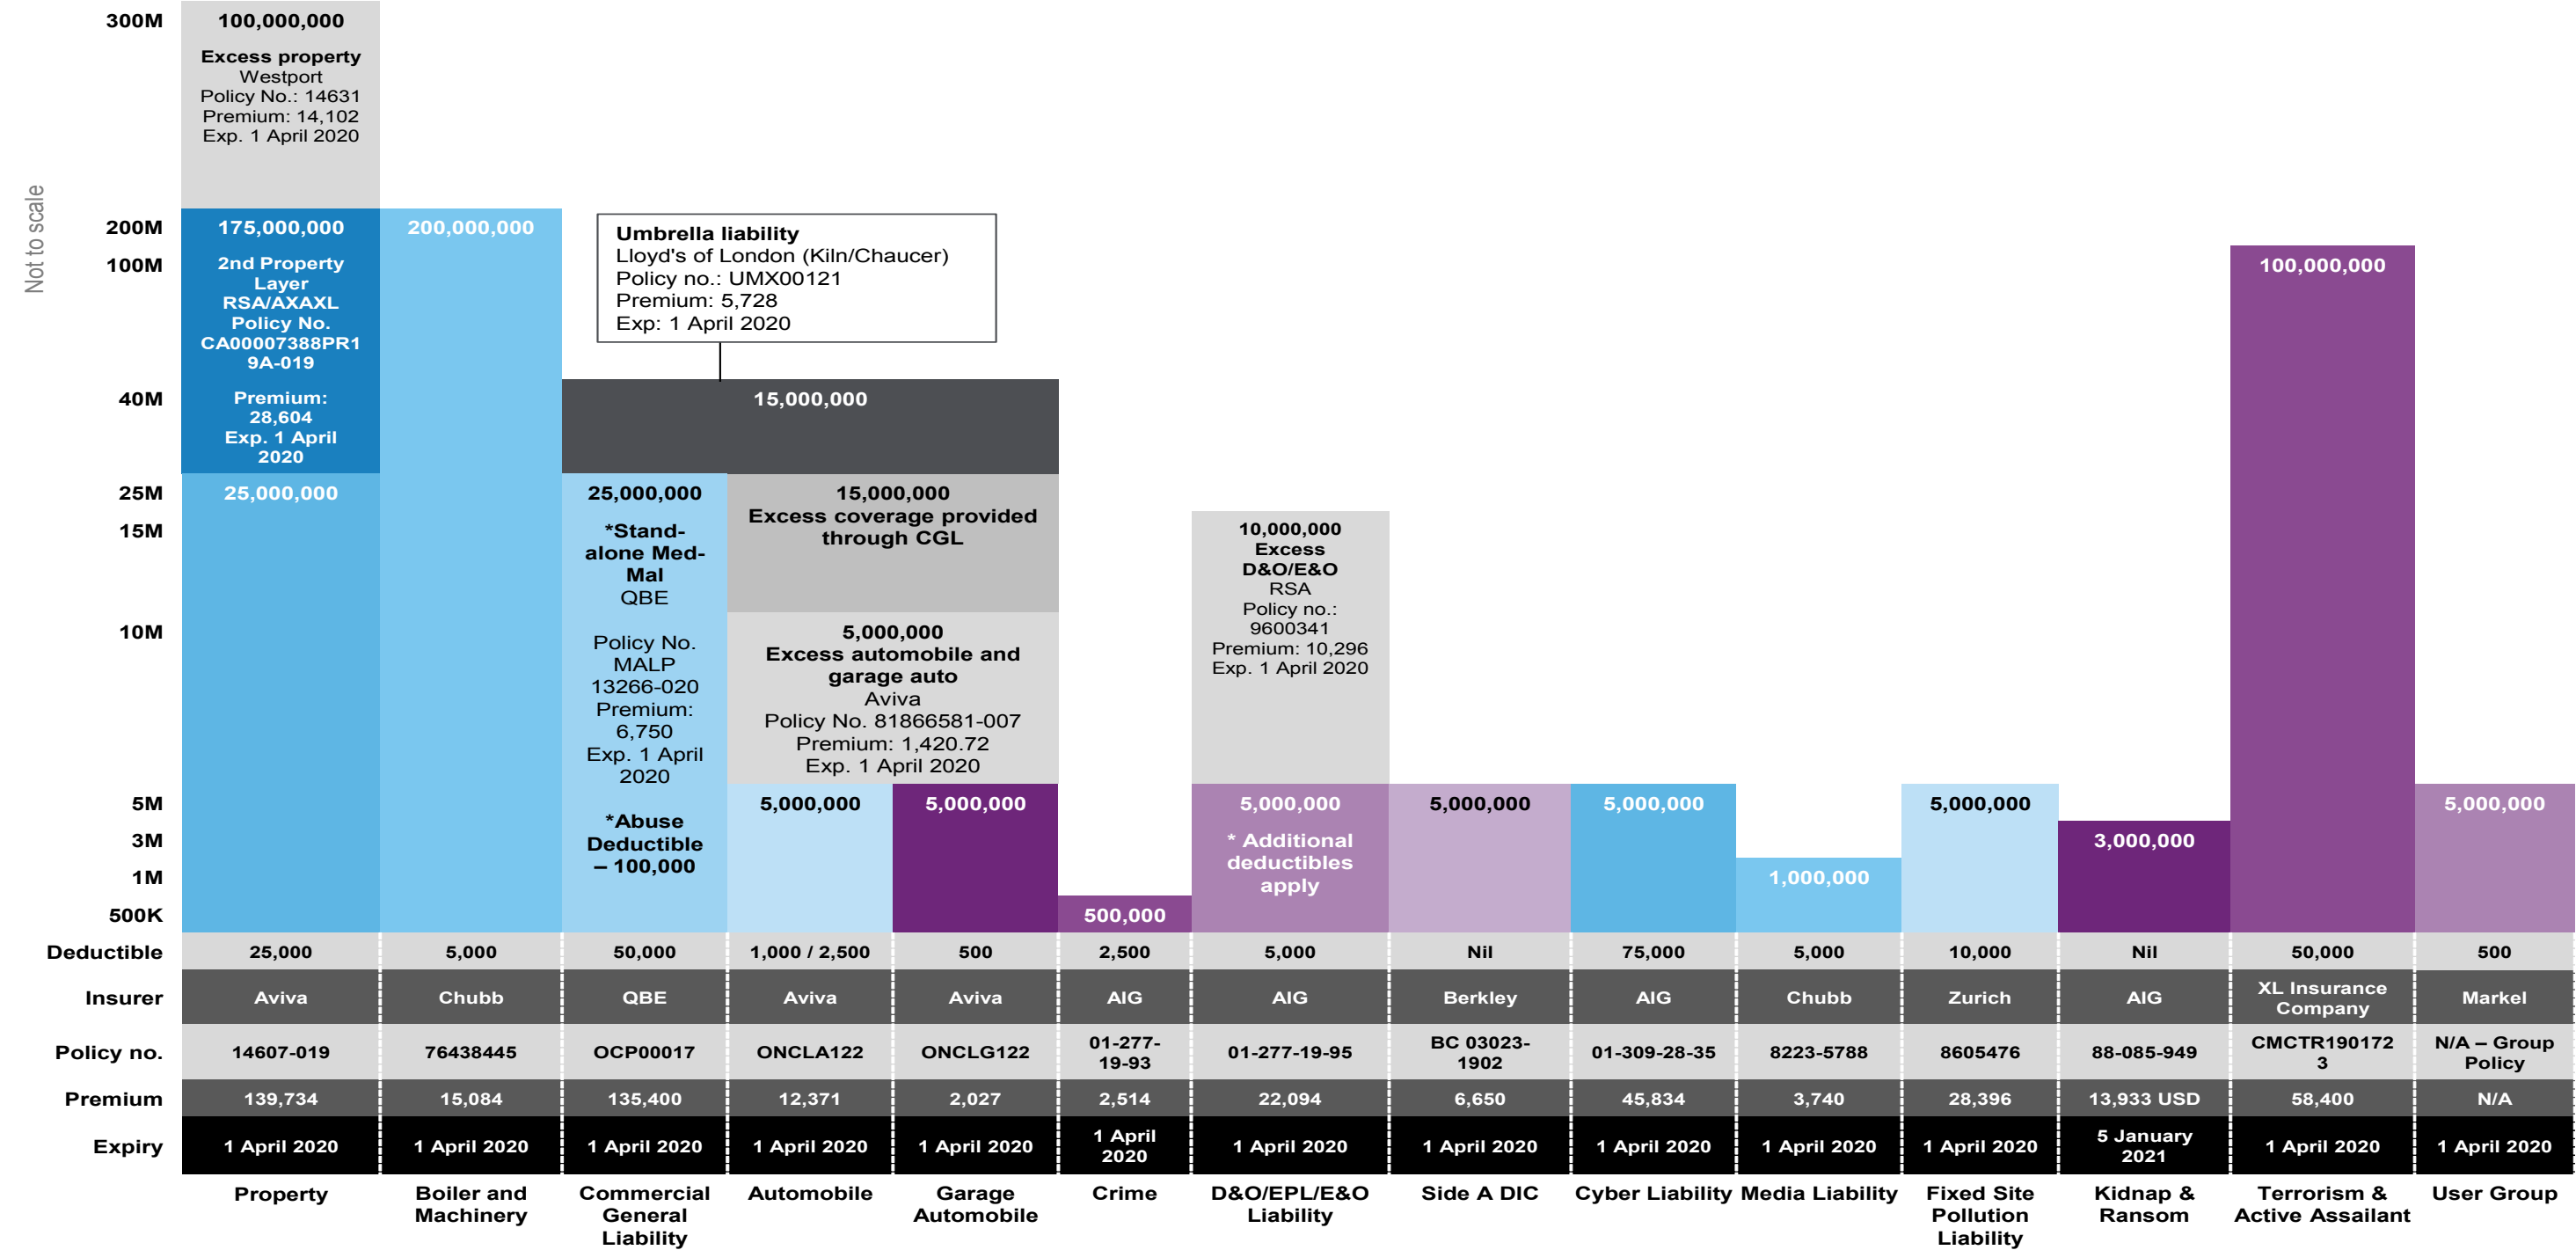 Not to scale
300M
200M
100M
40M
25M
15M
10M
5M
3M
1M
500K
100,000,000
Excess property
Westport
Policy No.: 14631
Premium: 14,102
Exp. 1 April 2020
175,000,000
2nd Property
Layer
RSA/AXAXL
Policy No.
CA00007388PR1
9A-019
Premium:
28,604
Exp. 1 April
2020
25,000,000
200,000,000
Umbrella liability
Lloyd's of London (Kiln/Chaucer)
Policy no.: UMX00121
Premium: 5,728
Exp: 1 April 2020
15,000,000
25,000,000
*Stand-
alone Med-
Mal
QBE
Policy No.
MALP
13266-020
Premium:
6,750
Exp. 1 April
2020
*Abuse
Deductible
– 100,000
15,000,000
Excess coverage provided
through CGL
5,000,000
Excess automobile and
garage auto
Aviva
Policy No. 81866581-007
Premium: 1,420.72
Exp. 1 April 2020
5,000,000
5,000,000
500,000
10,000,000
Excess
D&O/E&O
RSA
Policy no.:
9600341
Premium: 10,296
Exp. 1 April 2020
5,000,000
* Additional
deductibles
apply
5,000,000
5,000,000
1,000,000
5,000,000
3,000,000
100,000,000
5,000,000
Deductible 25,000 5,000 50,000 1,000 / 2,500 500 2,500 5,000 Nil 75,000 5,000 10,000 Nil 50,000 500
Insurer Aviva Chubb QBE Aviva Aviva AIG AIG Berkley AIG Chubb Zurich AIG XL Insurance Company Markel
Policy no. 14607-019 76438445 OCP00017 ONCLA122 ONCLG122 01-277-19-93 01-277-19-95 BC 03023-1902 01-309-28-35 8223-5788 8605476 88-085-949 CMCTR1901723 N/A – Group Policy
Premium 139,734 15,084 135,400 12,371 2,027 2,514 22,094 6,650 45,834 3,740 28,396 13,933 USD 58,400 N/A
Expiry 1 April 2020 1 April 2020 1 April 2020 1 April 2020 1 April 2020 1 April 2020 1 April 2020 1 April 2020 1 April 2020 1 April 2020 1 April 2020 5 January 2021 1 April 2020 1 April 2020
Property
Boiler and
Machinery
Commercial
General
Liability
Automobile
Garage
Automobile
Crime
D&O/EPL/E&O
Liability
Side A DIC
Cyber Liability
Media Liability
Fixed Site
Pollution
Liability
Kidnap &
Ransom
Terrorism &
Active Assailant
User Group